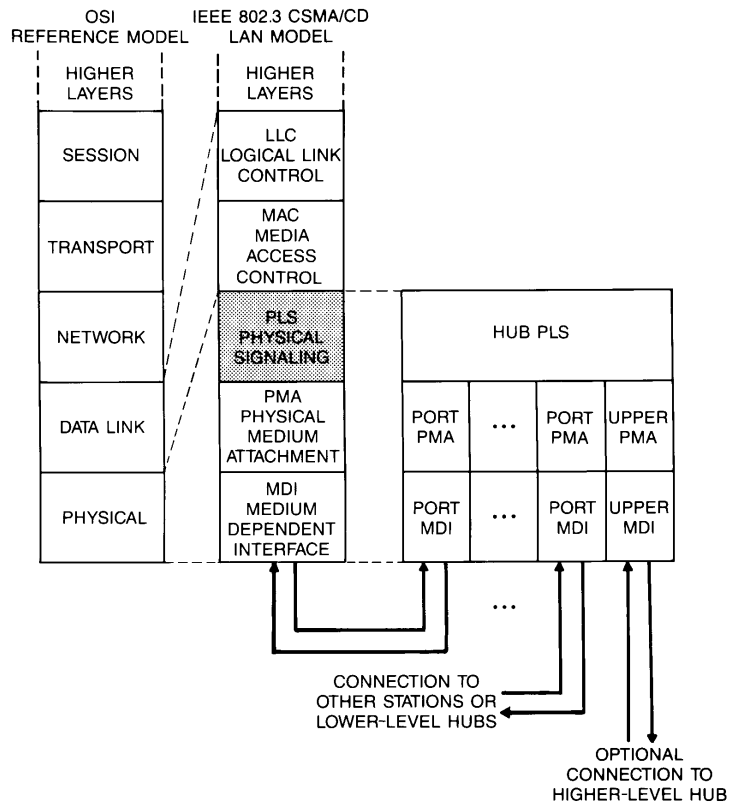 OSI
REFERENCE MODEL
HIGHER
LAYERS
SESSION
TRANSPORT
NETWORK
DATA LINK
PHYSICAL
IEEE 802.3 CSMA/CD
LAN MODEL
HIGHER
LAYERS
LLC
LOGICAL LINK
CONTROL
MAC
MEDIA
ACCESS
CONTROL
PLS
PHYSICAL
SIGNALING
PMA
PHYSICAL
MEDIUM
ATTACHMENT
MDI
MEDIUM
DEPENDENT
INTERFACE
HUB PLS
PORT
PMA
...
PORT
PMA
UPPER
PMA
PORT
MDI
...
PORT
MDI
UPPER
MDI
...
CONNECTION TO
OTHER STATIONS OR
LOWER-LEVEL HUBS
OPTIONAL
CONNECTION TO
HIGHER-LEVEL HUB